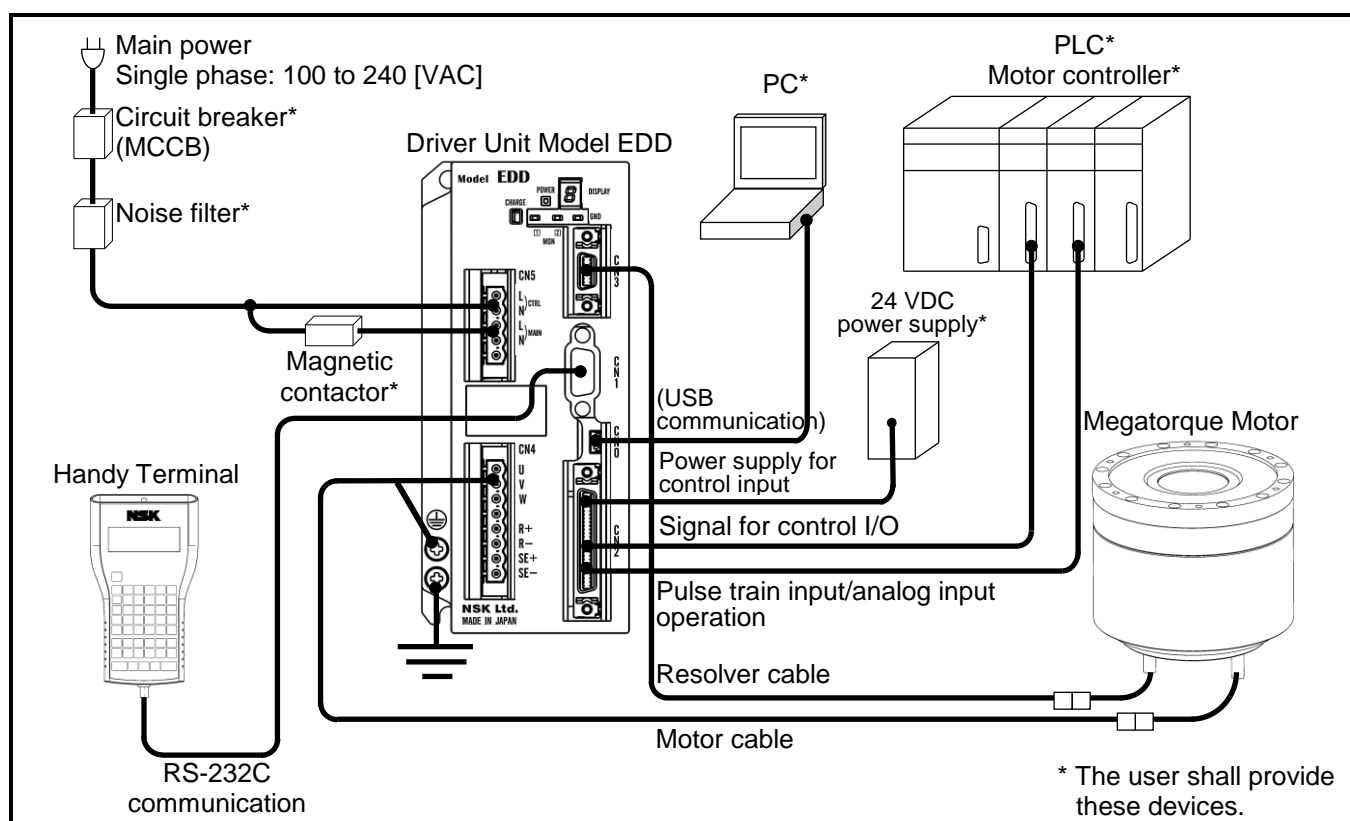 Main power
Single phase: 100 to 240 [VAC]
Circuit breaker*
(MCCB)
Noise filter*
Magnetic
contactor*
Driver Unit Model EDD
Model EDD
POWER
8
DISPLAY
CHARGE
GND
1 2
MON
CN3
CN5
L
N
CTRL
L
N
MAIN
CN1
CN0
CN4
U
V
W
R+
R−
SE+
SE−
CN2
NSK Ltd.
MADE IN JAPAN
PC*
PLC*
Motor controller*
24 VDC
power supply*
(USB
communication)
Power supply for
control input
Signal for control I/O
Pulse train input/analog input
operation
Megatorque Motor
Resolver cable
Motor cable
Handy Terminal
NSK
RS-232C
communication
* The user shall provide
these devices.